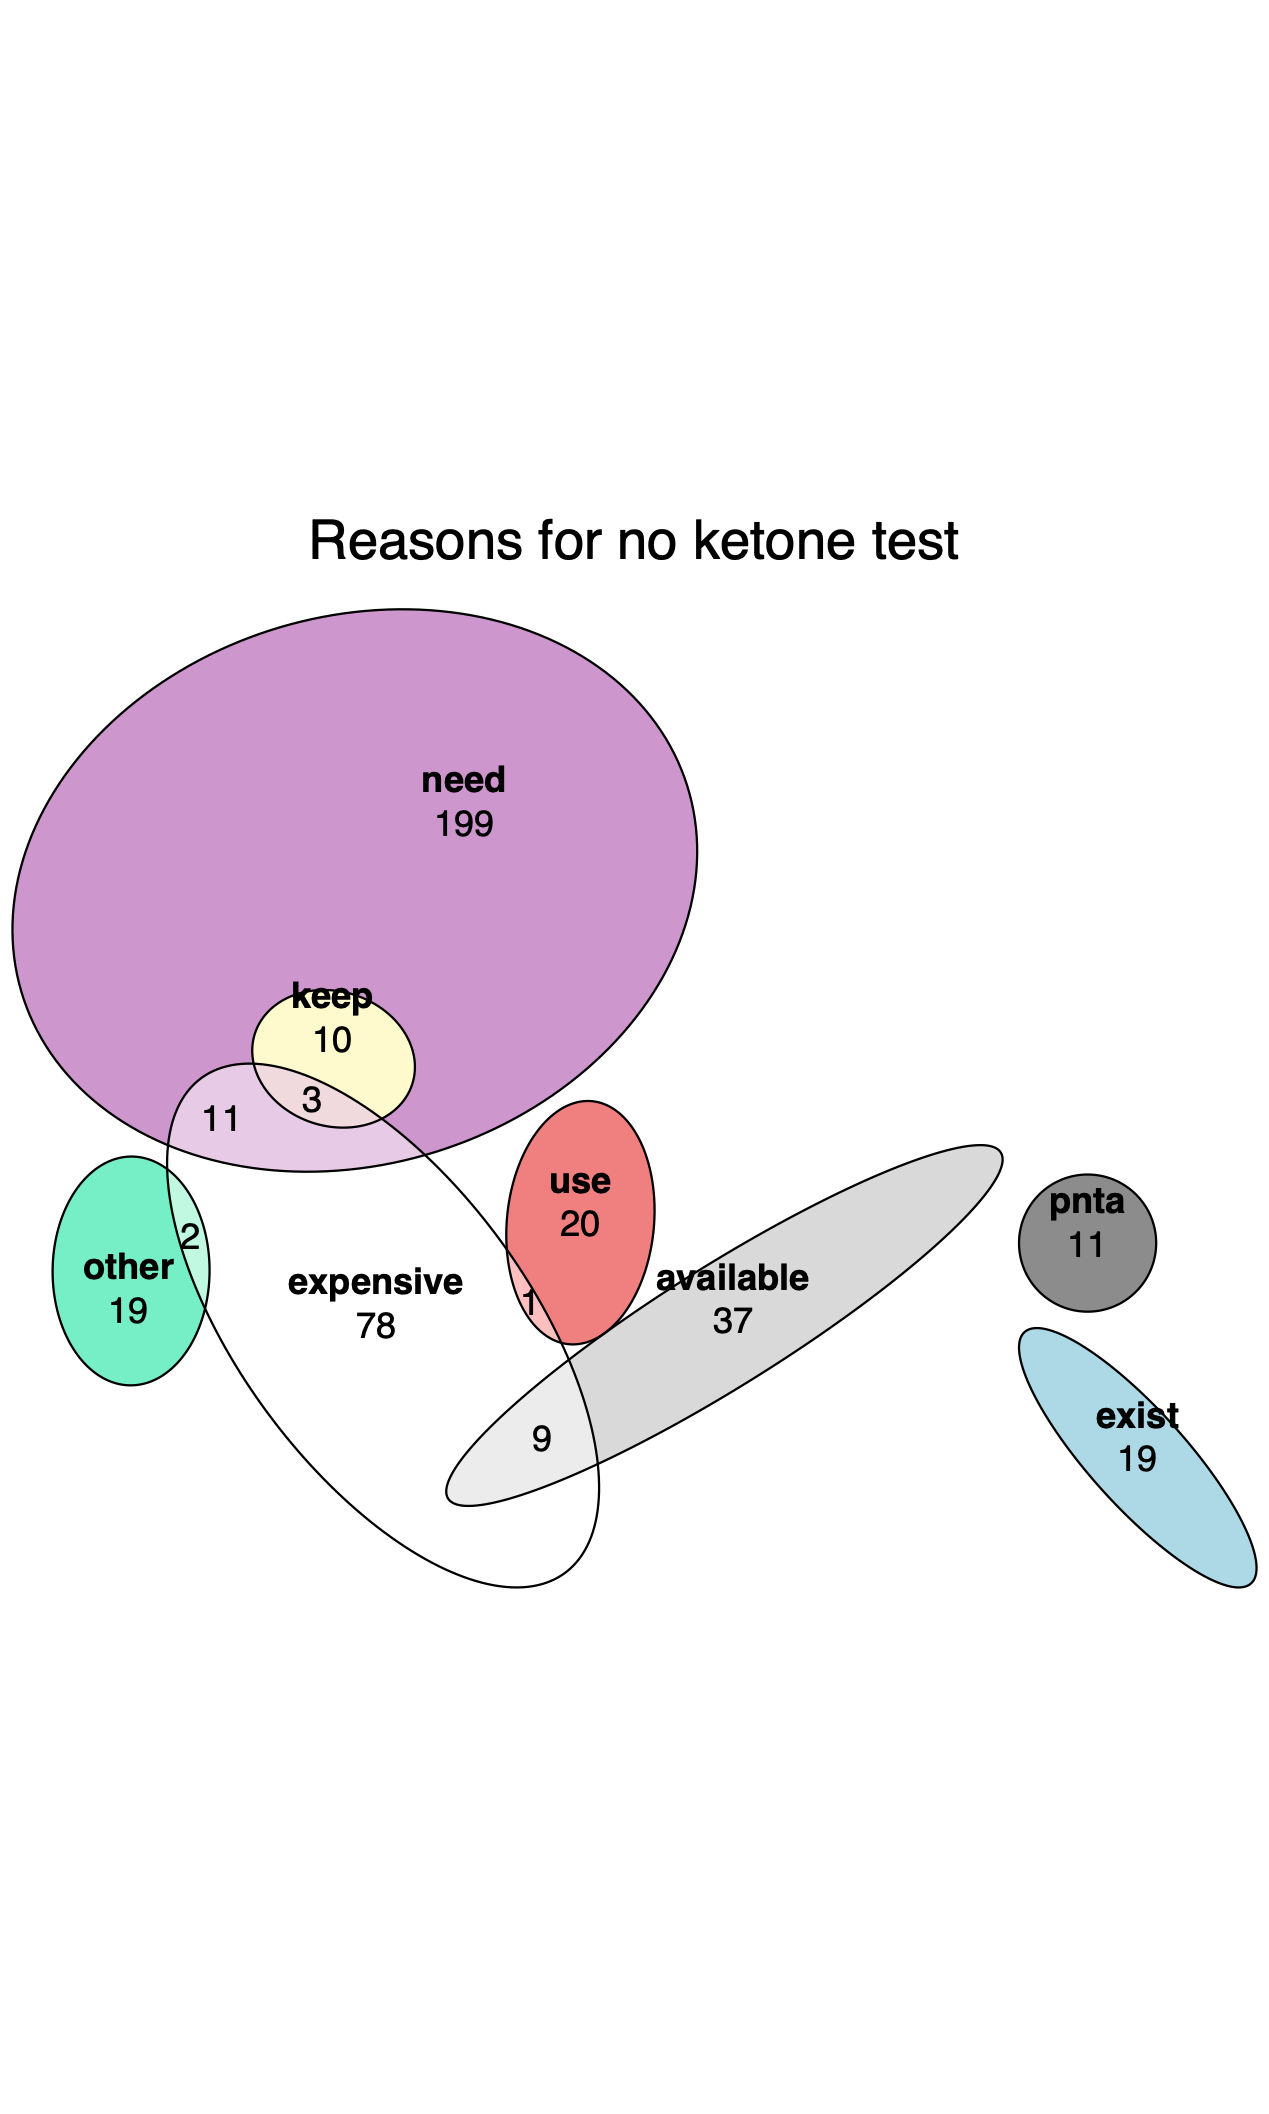 Reasons for no ketone test
need
199
keep
10
3
11
use
20
2
other
19
expensive
78
1
available
37
9
pnta
11
exist
19